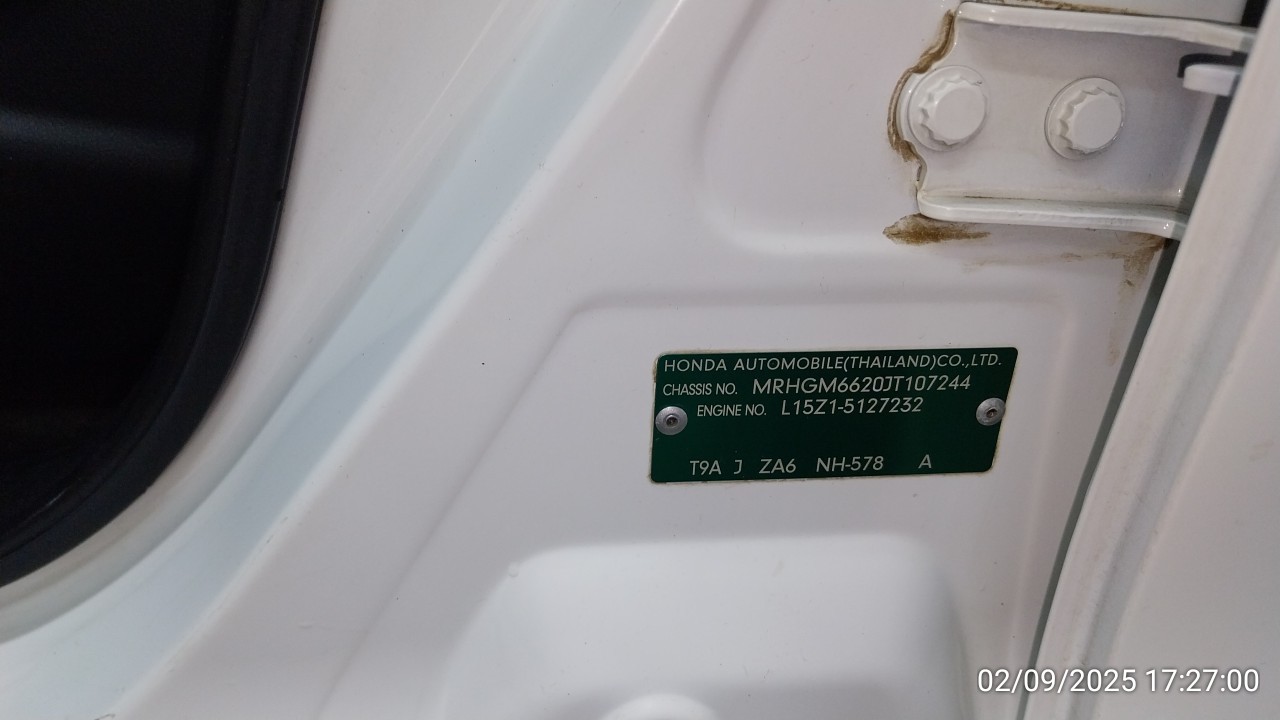 HONDA AUTOMOBILE(THAILAND)CO.,LTD.
CHASSIS NO. MRHGM6620JT107244
ENGINE NO. L15Z1-5127232
T9A J ZA6 NH-578 A
02/09/2025 17:27:00